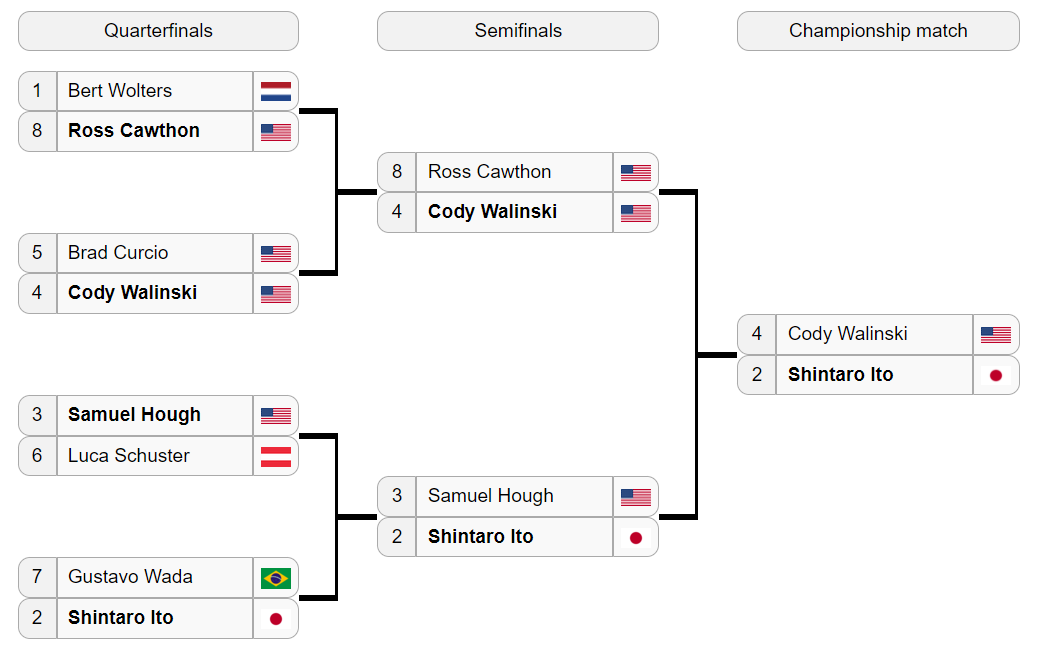 Quarterfinals
Semifinals
Championship match
1 Bert Wolters
8 Ross Cawthon
5 Brad Curcio
4 Cody Walinski
3 Samuel Hough
6 Luca Schuster
7 Gustavo Wada
2 Shintaro Ito
8 Ross Cawthon
4 Cody Walinski
3 Samuel Hough
2 Shintaro Ito
4 Cody Walinski
2 Shintaro Ito